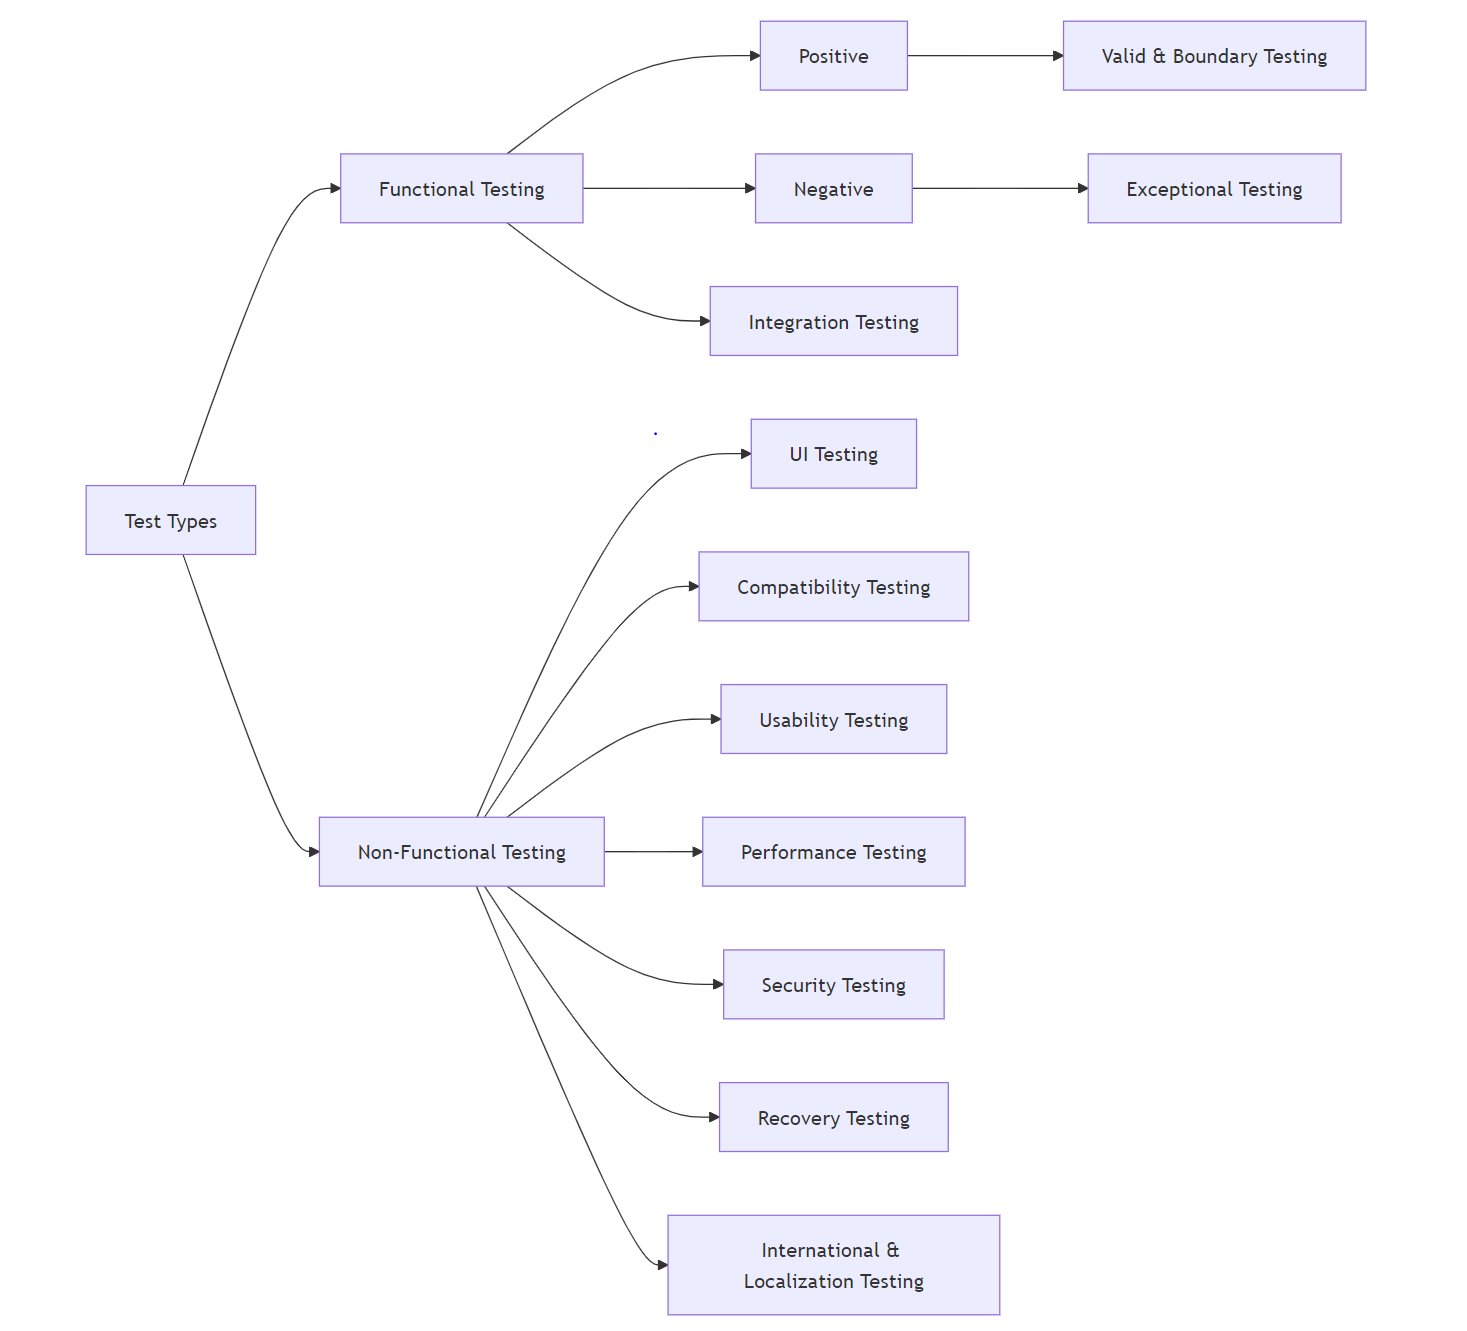 Positive
Valid & Boundary Testing
Functional Testing
Negative
Exceptional Testing
Integration Testing
UI Testing
Test Types
Compatibility Testing
Usability Testing
Non-Functional Testing
Performance Testing
Security Testing
Recovery Testing
International &
Localization Testing